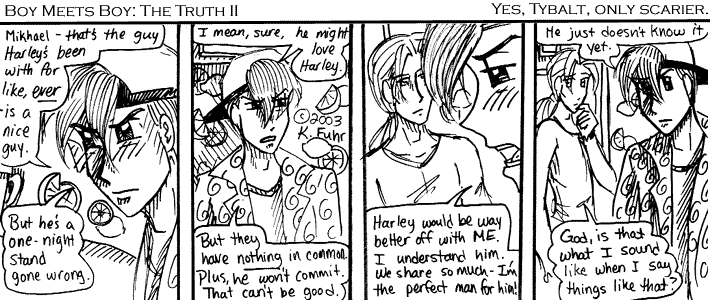 Boy Meets Boy: The Truth II
Yes, Tybalt, only scarier.
Mikhael - that's the guy
Harley's been
with for
like, ever
- is a
nice
guy.
But he's a
one-night
stand
gone wrong.
I mean, sure, he might
love
Harley.
©2003
K. Fuhr
But they
have nothing in common.
Plus, he won't commit.
That can't be good.
Harley would be way
better off with ME.
I understand him.
We share so much - I'm
the perfect man for him!
He just doesn't know it
yet.
God, is that
what I sound
like when I say
things like that?